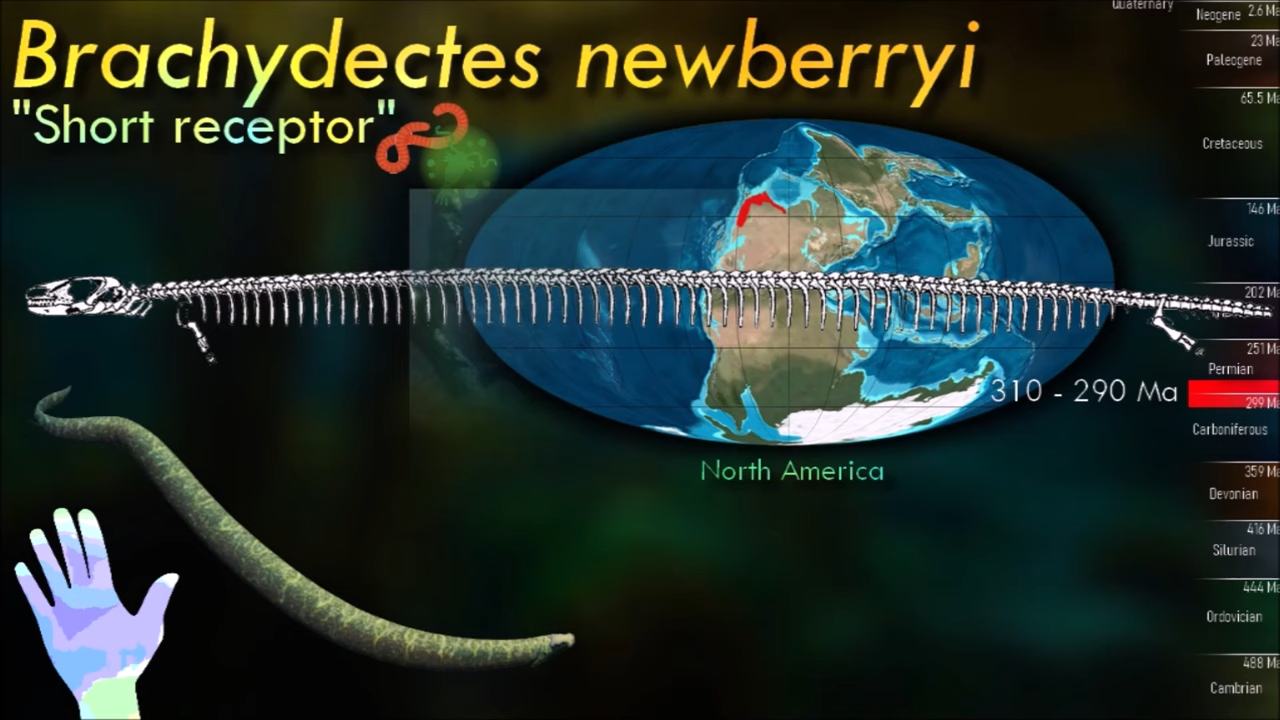 Brachydectes newberryi
"Short receptor"
310 - 290 Ma
North America
Quaternary
2.6 Ma
Neogene
23 Ma
Paleogene
65.5 Ma
Cretaceous
146 Ma
Jurassic
202 Ma
251 Ma
Permian
299 Ma
Carboniferous
359 Ma
Devonian
416 Ma
Silurian
444 Ma
Ordovician
488 Ma
Cambrian